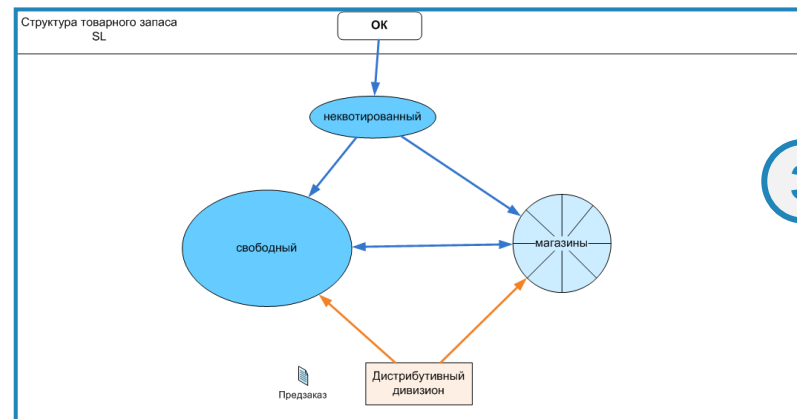 Структура товарного запаса
SL
ОК
неквотированный
свободный
магазины
Дистрибутивный
дивизион
Предзаказ